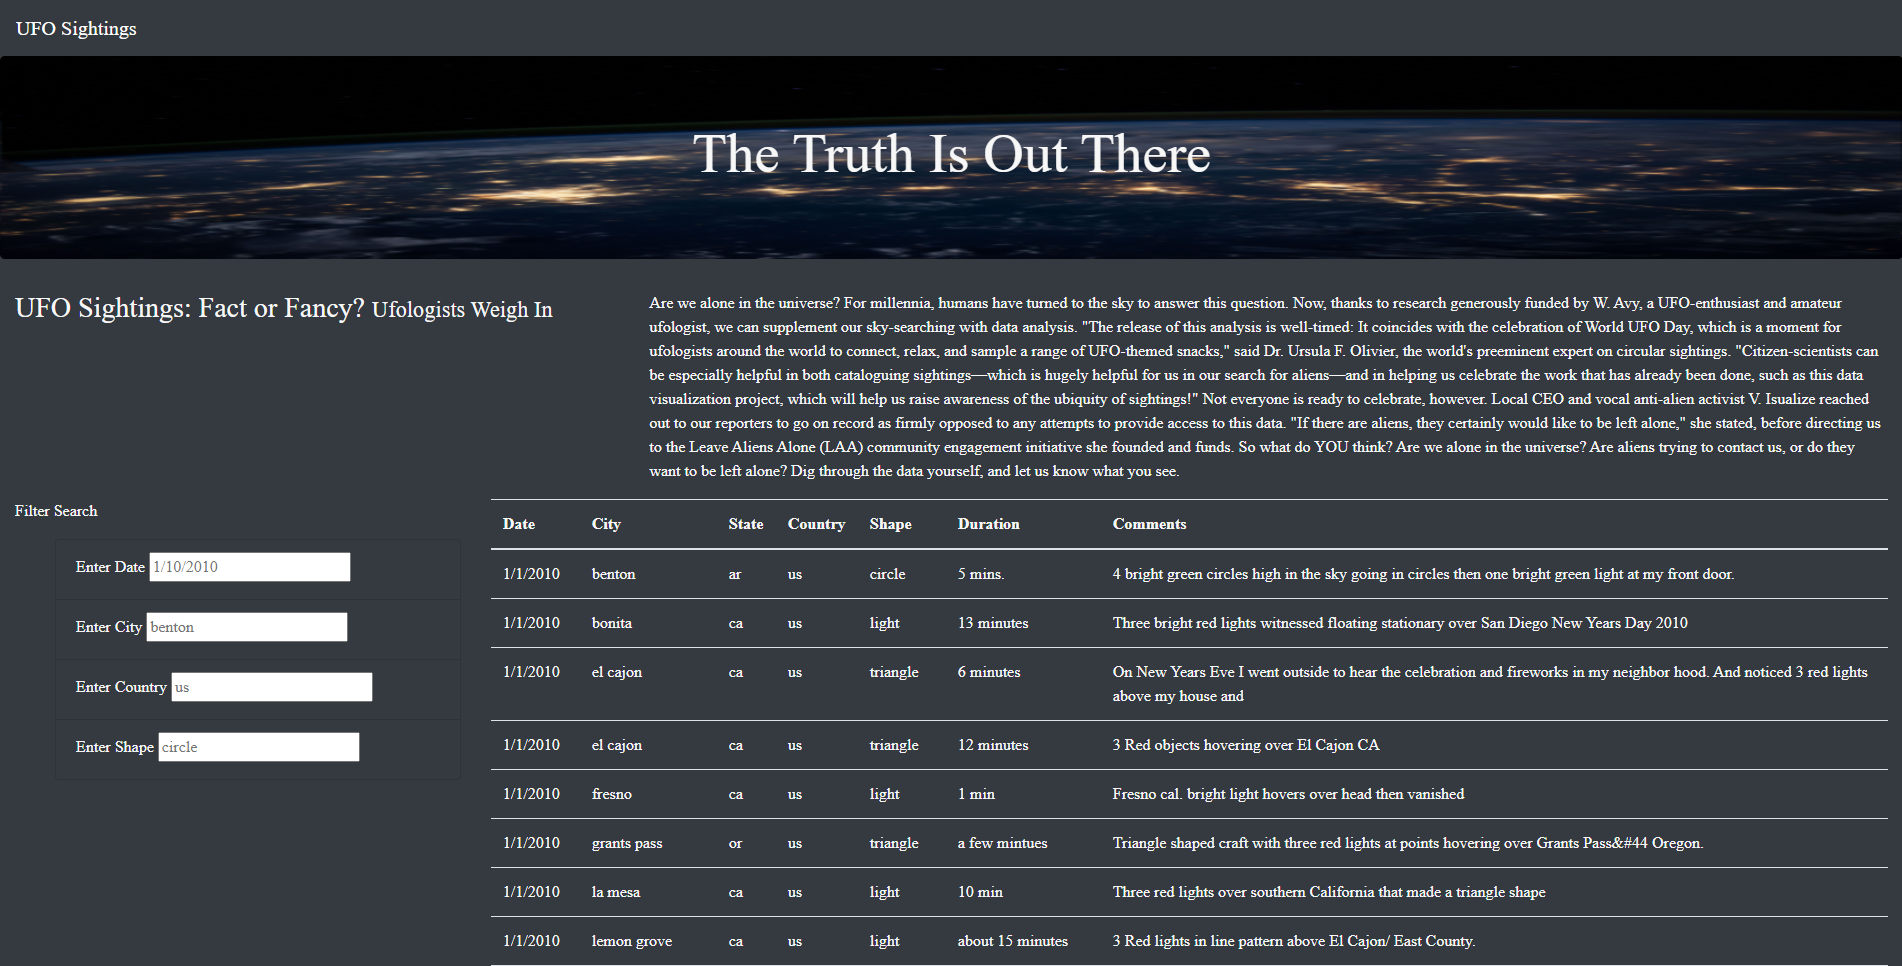 UFO Sightings
The Truth Is Out There
UFO Sightings: Fact or Fancy? Ufologists Weigh In
Are we alone in the universe? For millennia, humans have turned to the sky to answer this question. Now, thanks to research generously funded by W. Avy, a UFO-enthusiast and amateur
ufologist, we can supplement our sky-searching with data analysis. "The release of this analysis is well-timed: It coincides with the celebration of World UFO Day, which is a moment for
ufologists around the world to connect, relax, and sample a range of UFO-themed snacks," said Dr. Ursula F. Olivier, the world's preeminent expert on circular sightings. "Citizen-scientists can
be especially helpful in both cataloguing sightings—which is hugely helpful for us in our search for aliens—and in helping us celebrate the work that has already been done, such as this data
visualization project, which will help us raise awareness of the ubiquity of sightings!" Not everyone is ready to celebrate, however. Local CEO and vocal anti-alien activist V. Isualize reached
out to our reporters to go on record as firmly opposed to any attempts to provide access to this data. "If there are aliens, they certainly would like to be left alone," she stated, before directing us
to the Leave Aliens Alone (LAA) community engagement initiative she founded and funds. So what do YOU think? Are we alone in the universe? Are aliens trying to contact us, or do they
want to be left alone? Dig through the data yourself, and let us know what you see.
Filter Search
Enter Date 1/10/2010
Enter City benton
Enter Country us
Enter Shape circle
Date City State Country Shape Duration Comments
1/1/2010 benton ar us circle 5 mins. 4 bright green circles high in the sky going in circles then one bright green light at my front door.
1/1/2010 bonita ca us light 13 minutes Three bright red lights witnessed floating stationary over San Diego New Years Day 2010
1/1/2010 el cajon ca us triangle 6 minutes On New Years Eve I went outside to hear the celebration and fireworks in my neighbor hood. And noticed 3 red lights
above my house and
1/1/2010 el cajon ca us triangle 12 minutes 3 Red objects hovering over El Cajon CA
1/1/2010 fresno ca us light 1 min Fresno cal. bright light hovers over head then vanished
1/1/2010 grants pass or us triangle a few mintues Triangle shaped craft with three red lights at points hovering over Grants Pass&#44 Oregon.
1/1/2010 la mesa ca us light 10 min Three red lights over southern California that made a triangle shape
1/1/2010 lemon grove ca us light about 15 minutes 3 Red lights in line pattern above El Cajon/ East County.